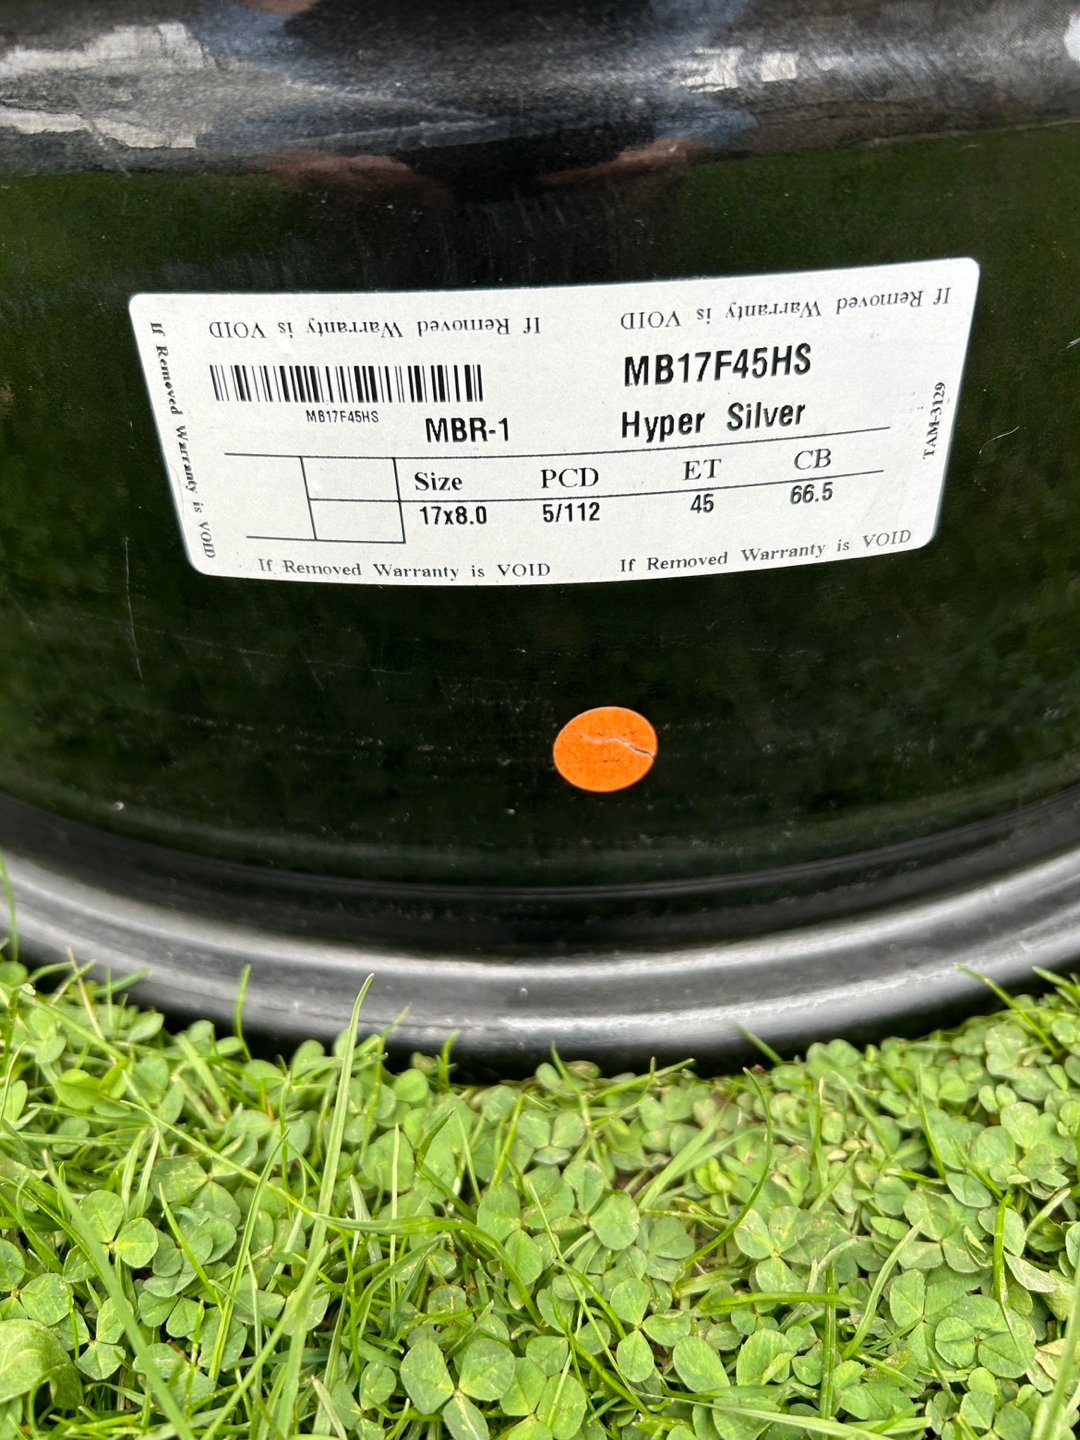 If Removed Warranty is VOID If Removed Warranty is VOID
If Removed Warranty is VOID
MB17F45HS
MB17F45HS
MBR-1 Hyper Silver
TAM-3129
Size PCD ET CB
17x8.0 5/112 45 66.5
If Removed Warranty is VOID If Removed Warranty is VOID